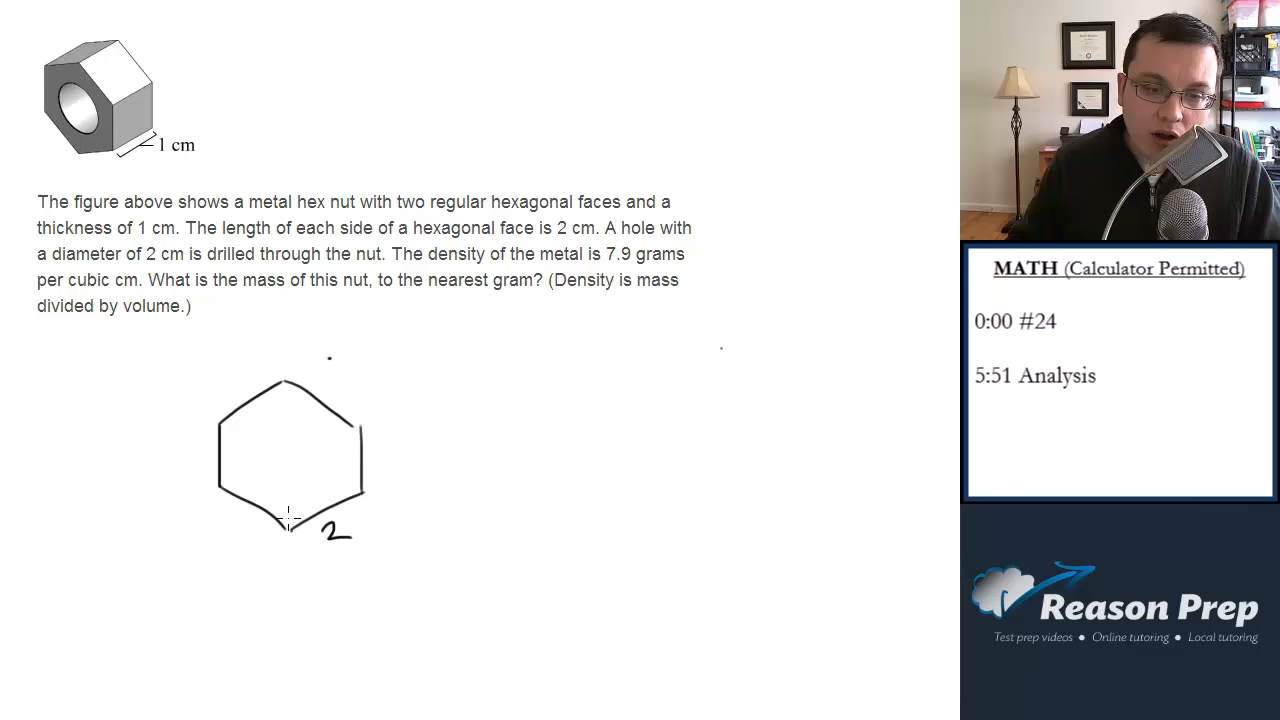 1 cm
The figure above shows a metal hex nut with two regular hexagonal faces and a
thickness of 1 cm. The length of each side of a hexagonal face is 2 cm. A hole with
a diameter of 2 cm is drilled through the nut. The density of the metal is 7.9 grams
per cubic cm. What is the mass of this nut, to the nearest gram? (Density is mass
divided by volume.)
2
MATH (Calculator Permitted)
0:00 #24
5:51 Analysis
Reason Prep
Test prep videos ● Online tutoring ● Local tutoring